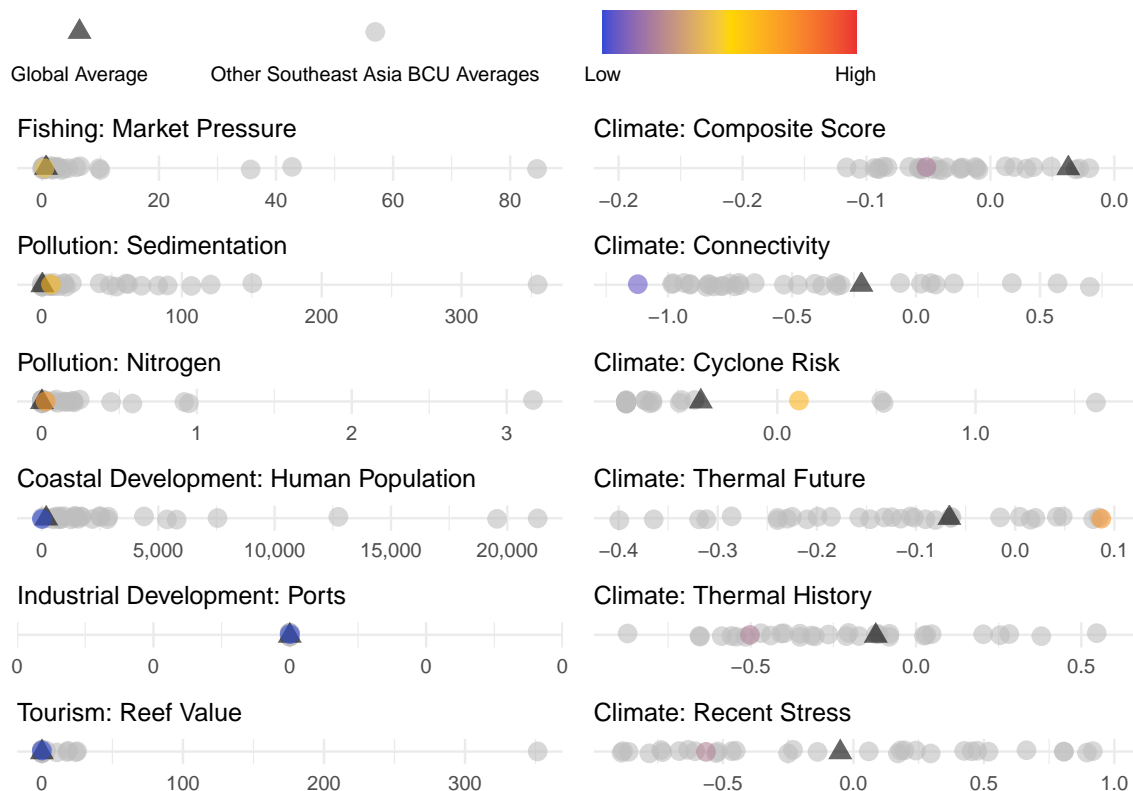 Global Average
Other Southeast Asia BCU Averages
Low
High
Fishing: Market Pressure
0 20 40 60 80
Pollution: Sedimentation
0 100 200 300
Pollution: Nitrogen
0 1 2 3
Coastal Development: Human Population
0 5,000 10,000 15,000 20,000
Industrial Development: Ports
0 0 0 0 0
Tourism: Reef Value
0 100 200 300
Climate: Composite Score
−0.2 −0.2 −0.1 0.0 0.0
Climate: Connectivity
−1.0 −0.5 0.0 0.5
Climate: Cyclone Risk
0.0 1.0
Climate: Thermal Future
−0.4 −0.3 −0.2 −0.1 0.0 0.1
Climate: Thermal History
−0.5 0.0 0.5
Climate: Recent Stress
−0.5 0.0 0.5 1.0